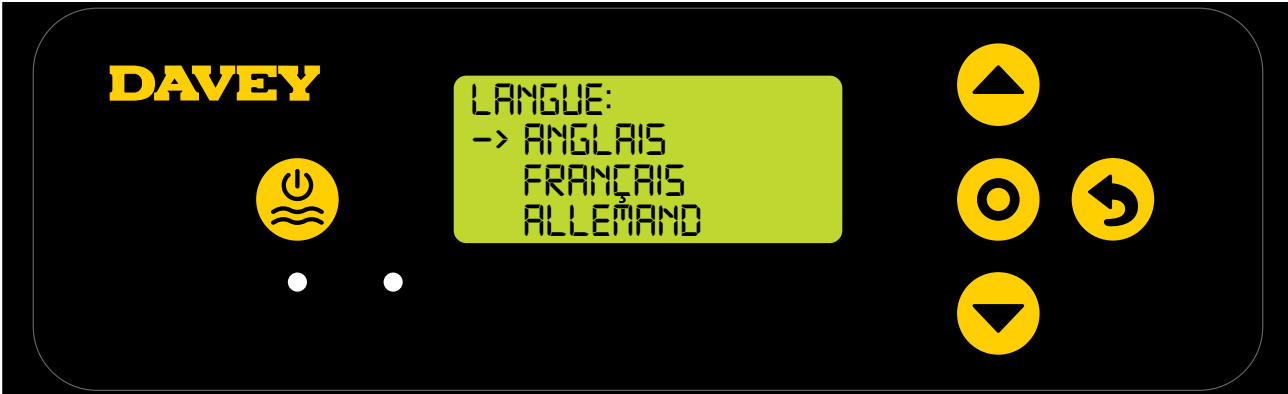 DAVEY
LANGUE:
-> ANGLAIS
FRANÇAIS
ALLEMAND